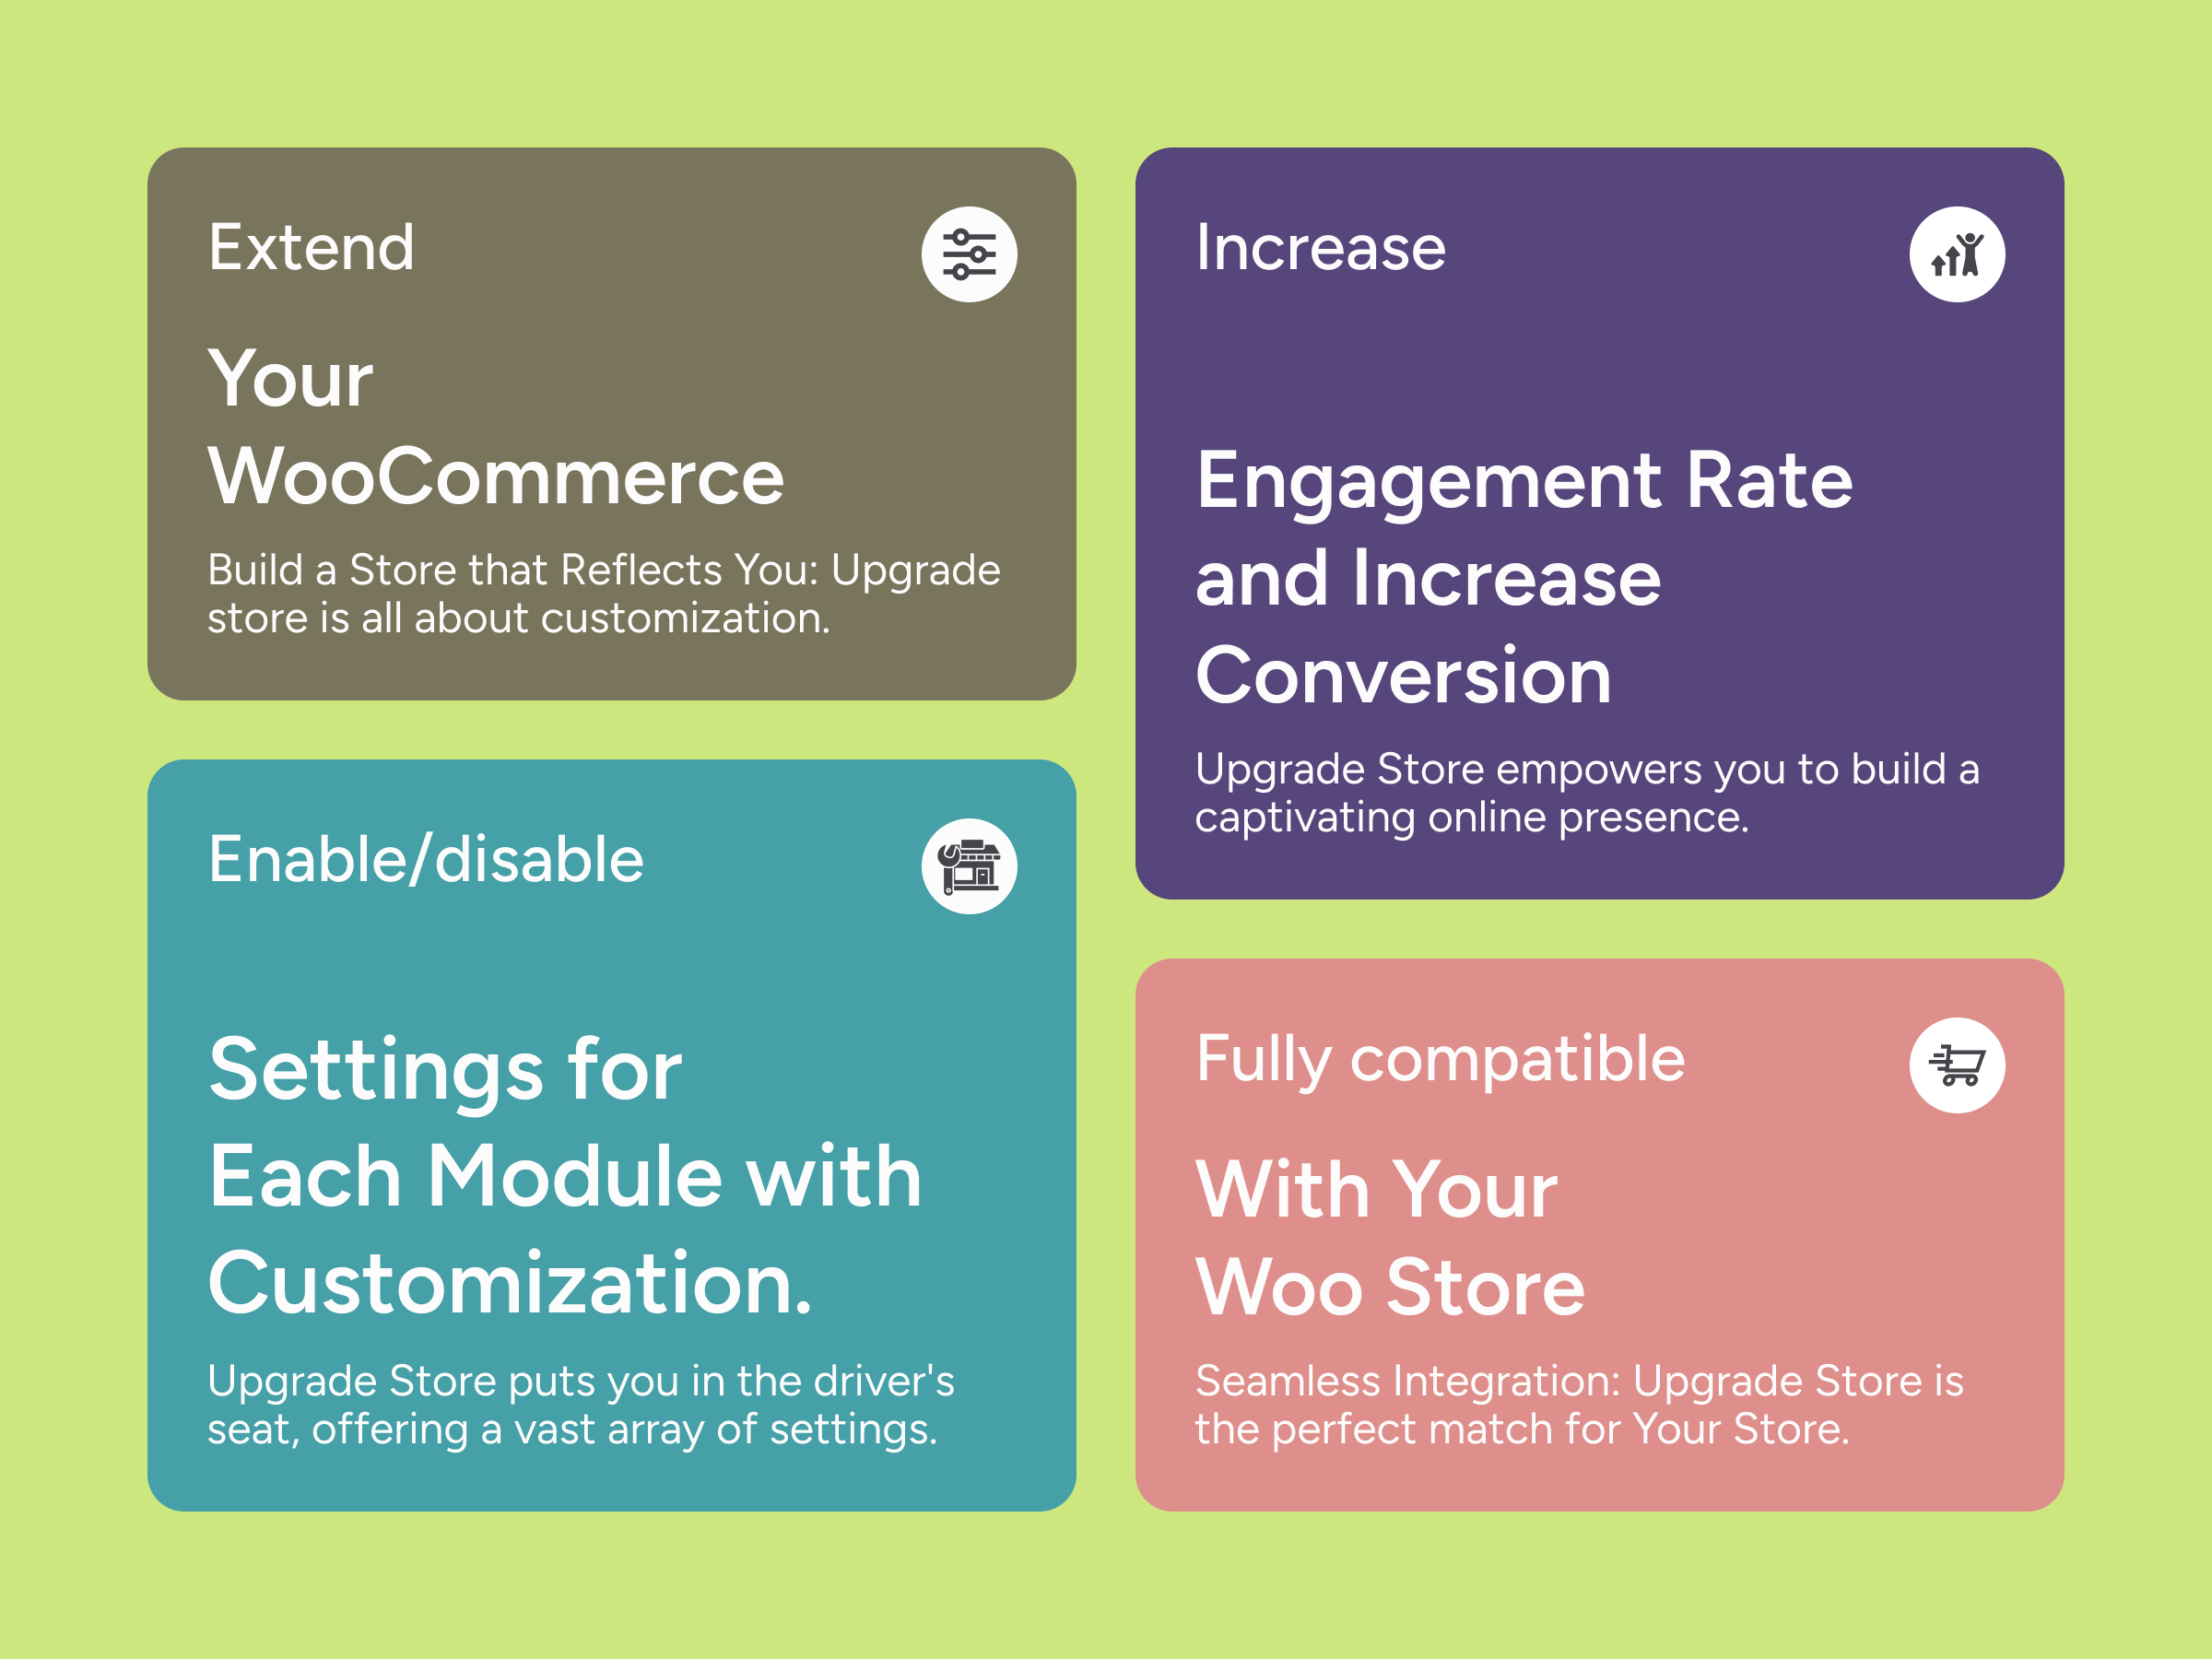 Extend
Your
WooCommerce
Build a Store that Reflects You: Upgrade
store is all about customization.
Increase
Engagement Rate
and Increase
Conversion
Upgrade Store empowers you to build a
captivating online presence.
Enable/disable
Settings for
Each Module with
Customization.
Upgrade Store puts you in the driver's
seat, offering a vast array of settings.
Fully compatible
With Your
Woo Store
Seamless Integration: Upgrade Store is
the perfect match for Your Store.